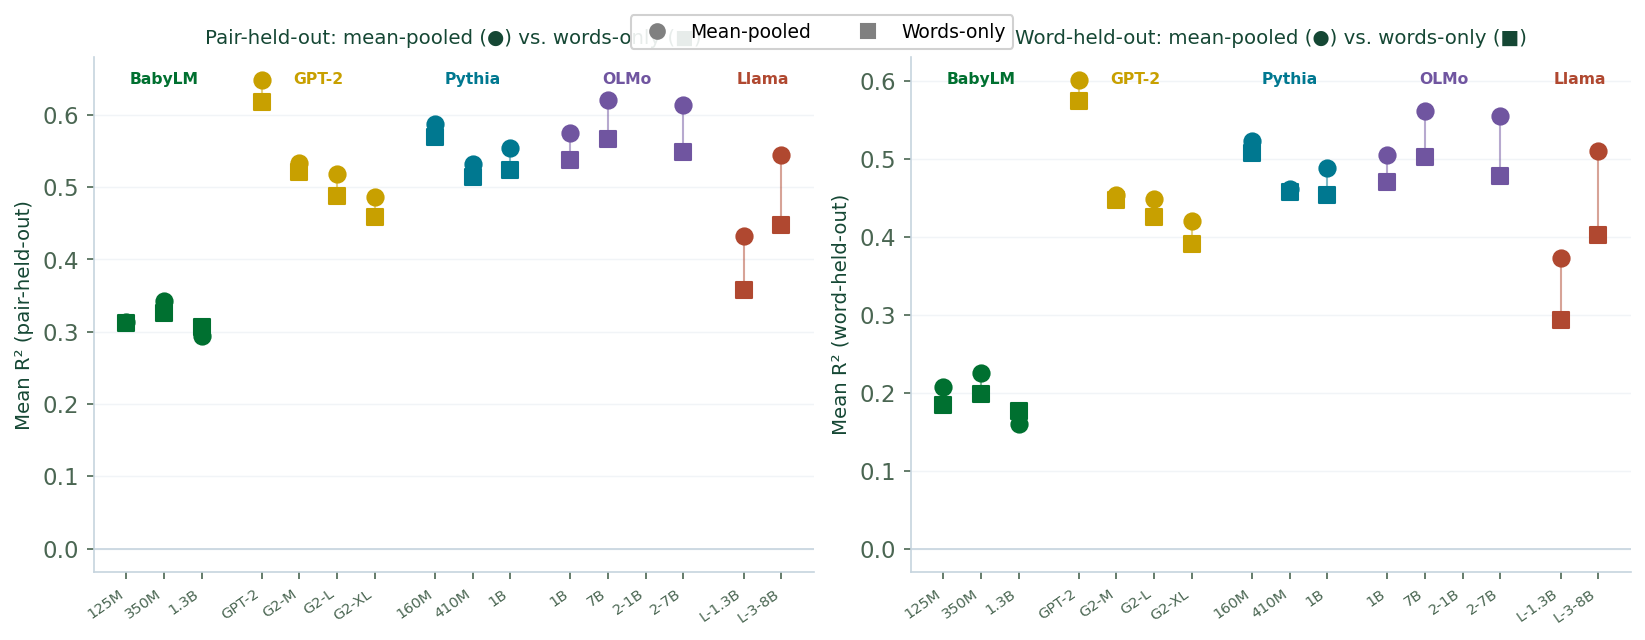 Mean-pooled Words-only
Pair-held-out: mean-pooled (●) vs. words-only (■)
BabyLM GPT-2 Pythia OLMo Llama
Mean R² (pair-held-out)
0.6
0.5
0.4
0.3
0.2
0.1
0.0
125M 350M 1.3B GPT-2 G2-M G2-L G2-XL 160M 410M 1B 1B 7B 2-1B 2-7B L-1.3B L-3-8B
Word-held-out: mean-pooled (●) vs. words-only (■)
BabyLM GPT-2 Pythia OLMo Llama
Mean R² (word-held-out)
0.6
0.5
0.4
0.3
0.2
0.1
0.0
125M 350M 1.3B GPT-2 G2-M G2-L G2-XL 160M 410M 1B 1B 7B 2-1B 2-7B L-1.3B L-3-8B